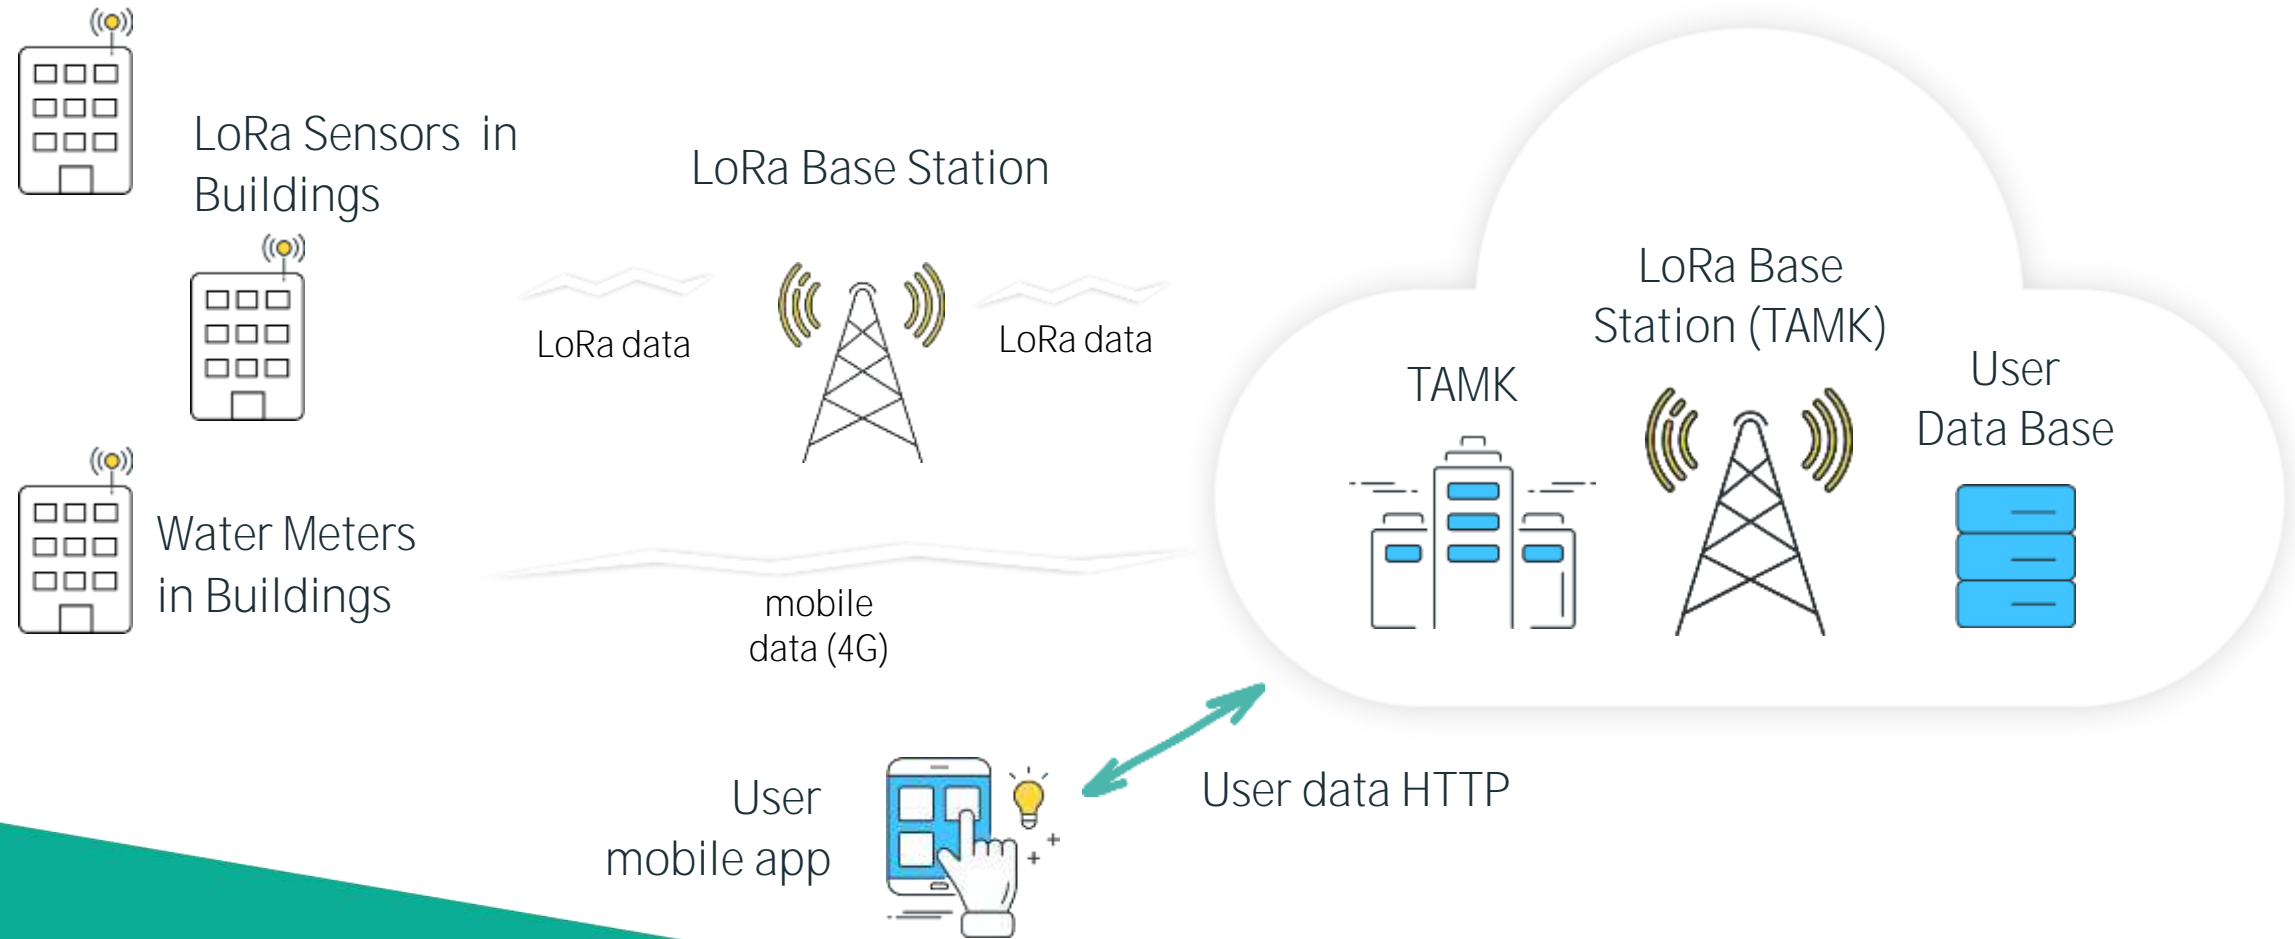 LoRa Sensors in
Buildings
LoRa Base Station
LoRa data
LoRa data
LoRa Base
Station (TAMK)
TAMK
User
Data Base
Water Meters
in Buildings
mobile
data (4G)
User
mobile app
User data HTTP